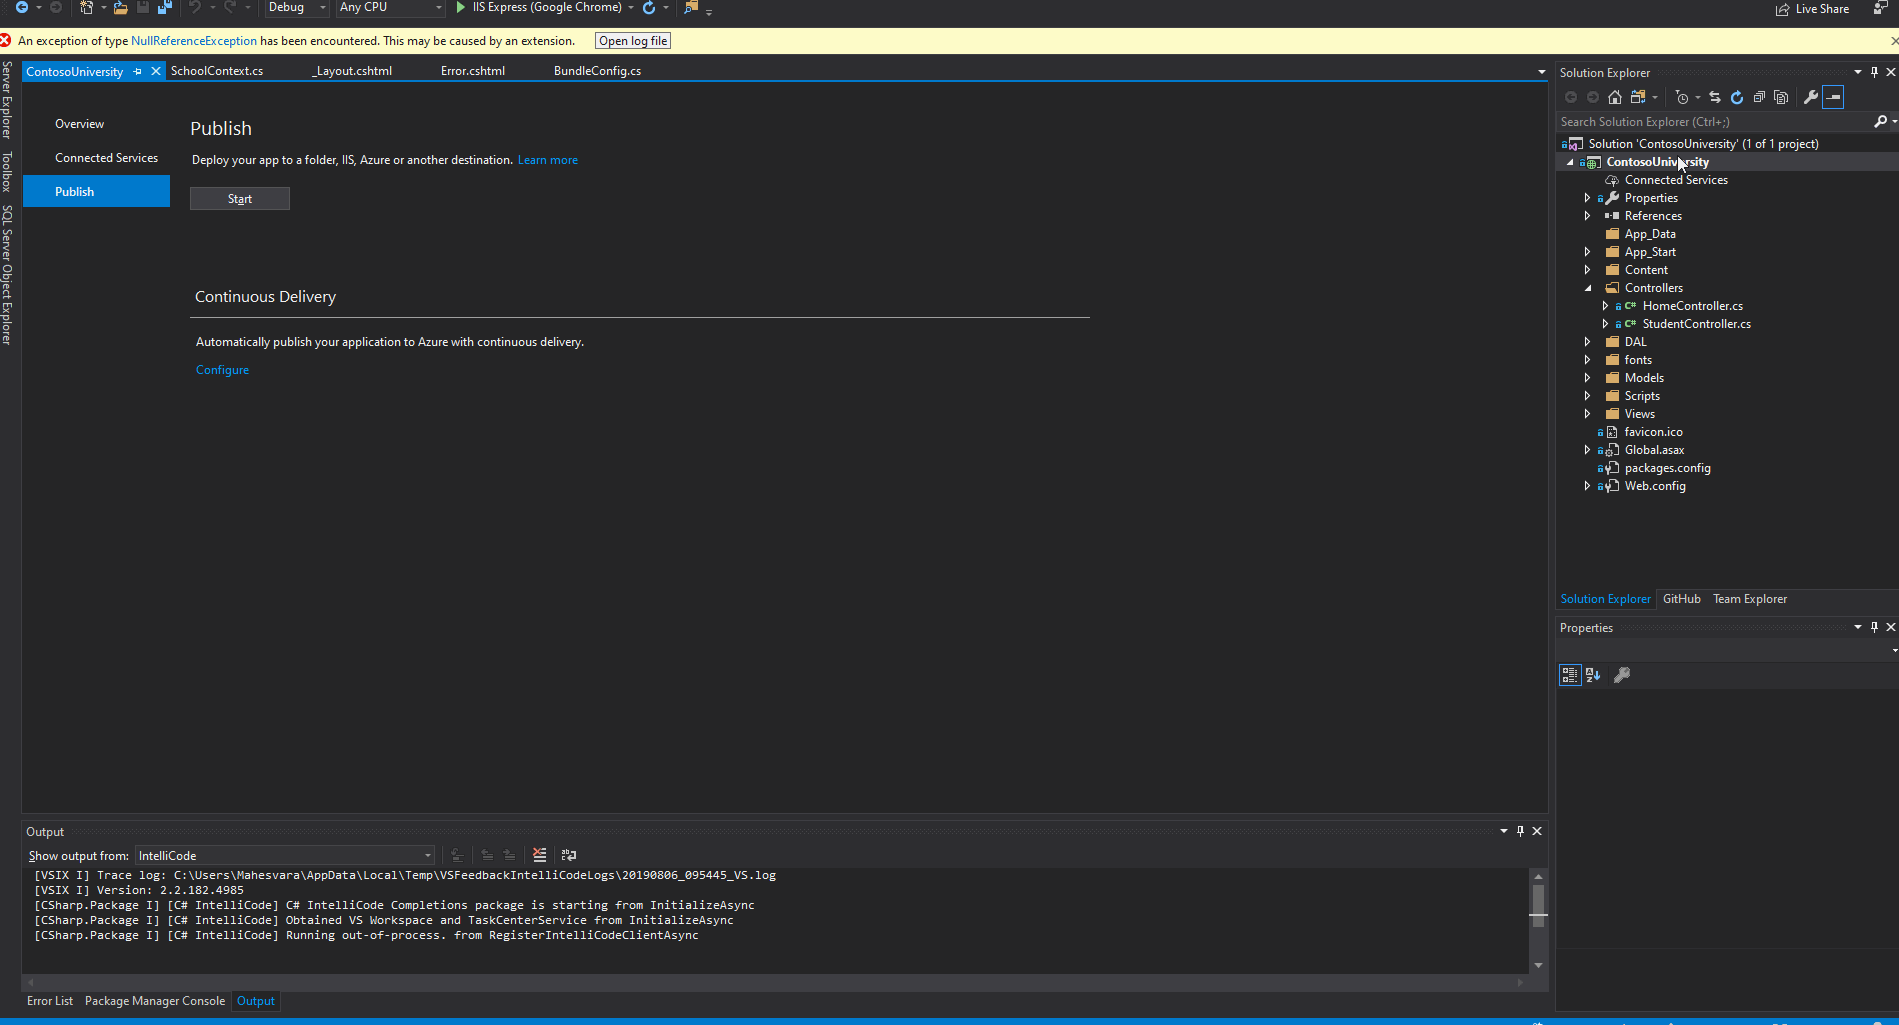 Debug Any CPU IIS Express (Google Chrome) Live Share
An exception of type NullReferenceException has been encountered. This may be caused by an extension. Open log file
Server Explorer
Toolbox
SQL Server Object Explorer
ContosoUniversity SchoolContext.cs _Layout.cshtml Error.cshtml BundleConfig.cs
Overview
Connected Services
Publish
Publish
Deploy your app to a folder, IIS, Azure or another destination. Learn more
Start
Continuous Delivery
Automatically publish your application to Azure with continuous delivery.
Configure
Solution Explorer
Search Solution Explorer (Ctrl+;)
Solution 'ContosoUniversity' (1 of 1 project)
ContosoUniversity
Connected Services
Properties
References
App_Data
App_Start
Content
Controllers
C# HomeController.cs
C# StudentController.cs
DAL
fonts
Models
Scripts
Views
favicon.ico
Global.asax
packages.config
Web.config
Solution Explorer GitHub Team Explorer
Properties
Output
Show output from: IntelliCode
[VSIX I] Trace log: C:\Users\Mahesvara\AppData\Local\Temp\VSFeedbackIntelliCodeLogs\20190806_095445_VS.log
[VSIX I] Version: 2.2.182.4985
[CSharp.Package I] [C# IntelliCode] C# IntelliCode Completions package is starting from InitializeAsync
[CSharp.Package I] [C# IntelliCode] Obtained VS Workspace and TaskCenterService from InitializeAsync
[CSharp.Package I] [C# IntelliCode] Running out-of-process. from RegisterIntelliCodeClientAsync
Error List Package Manager Console Output